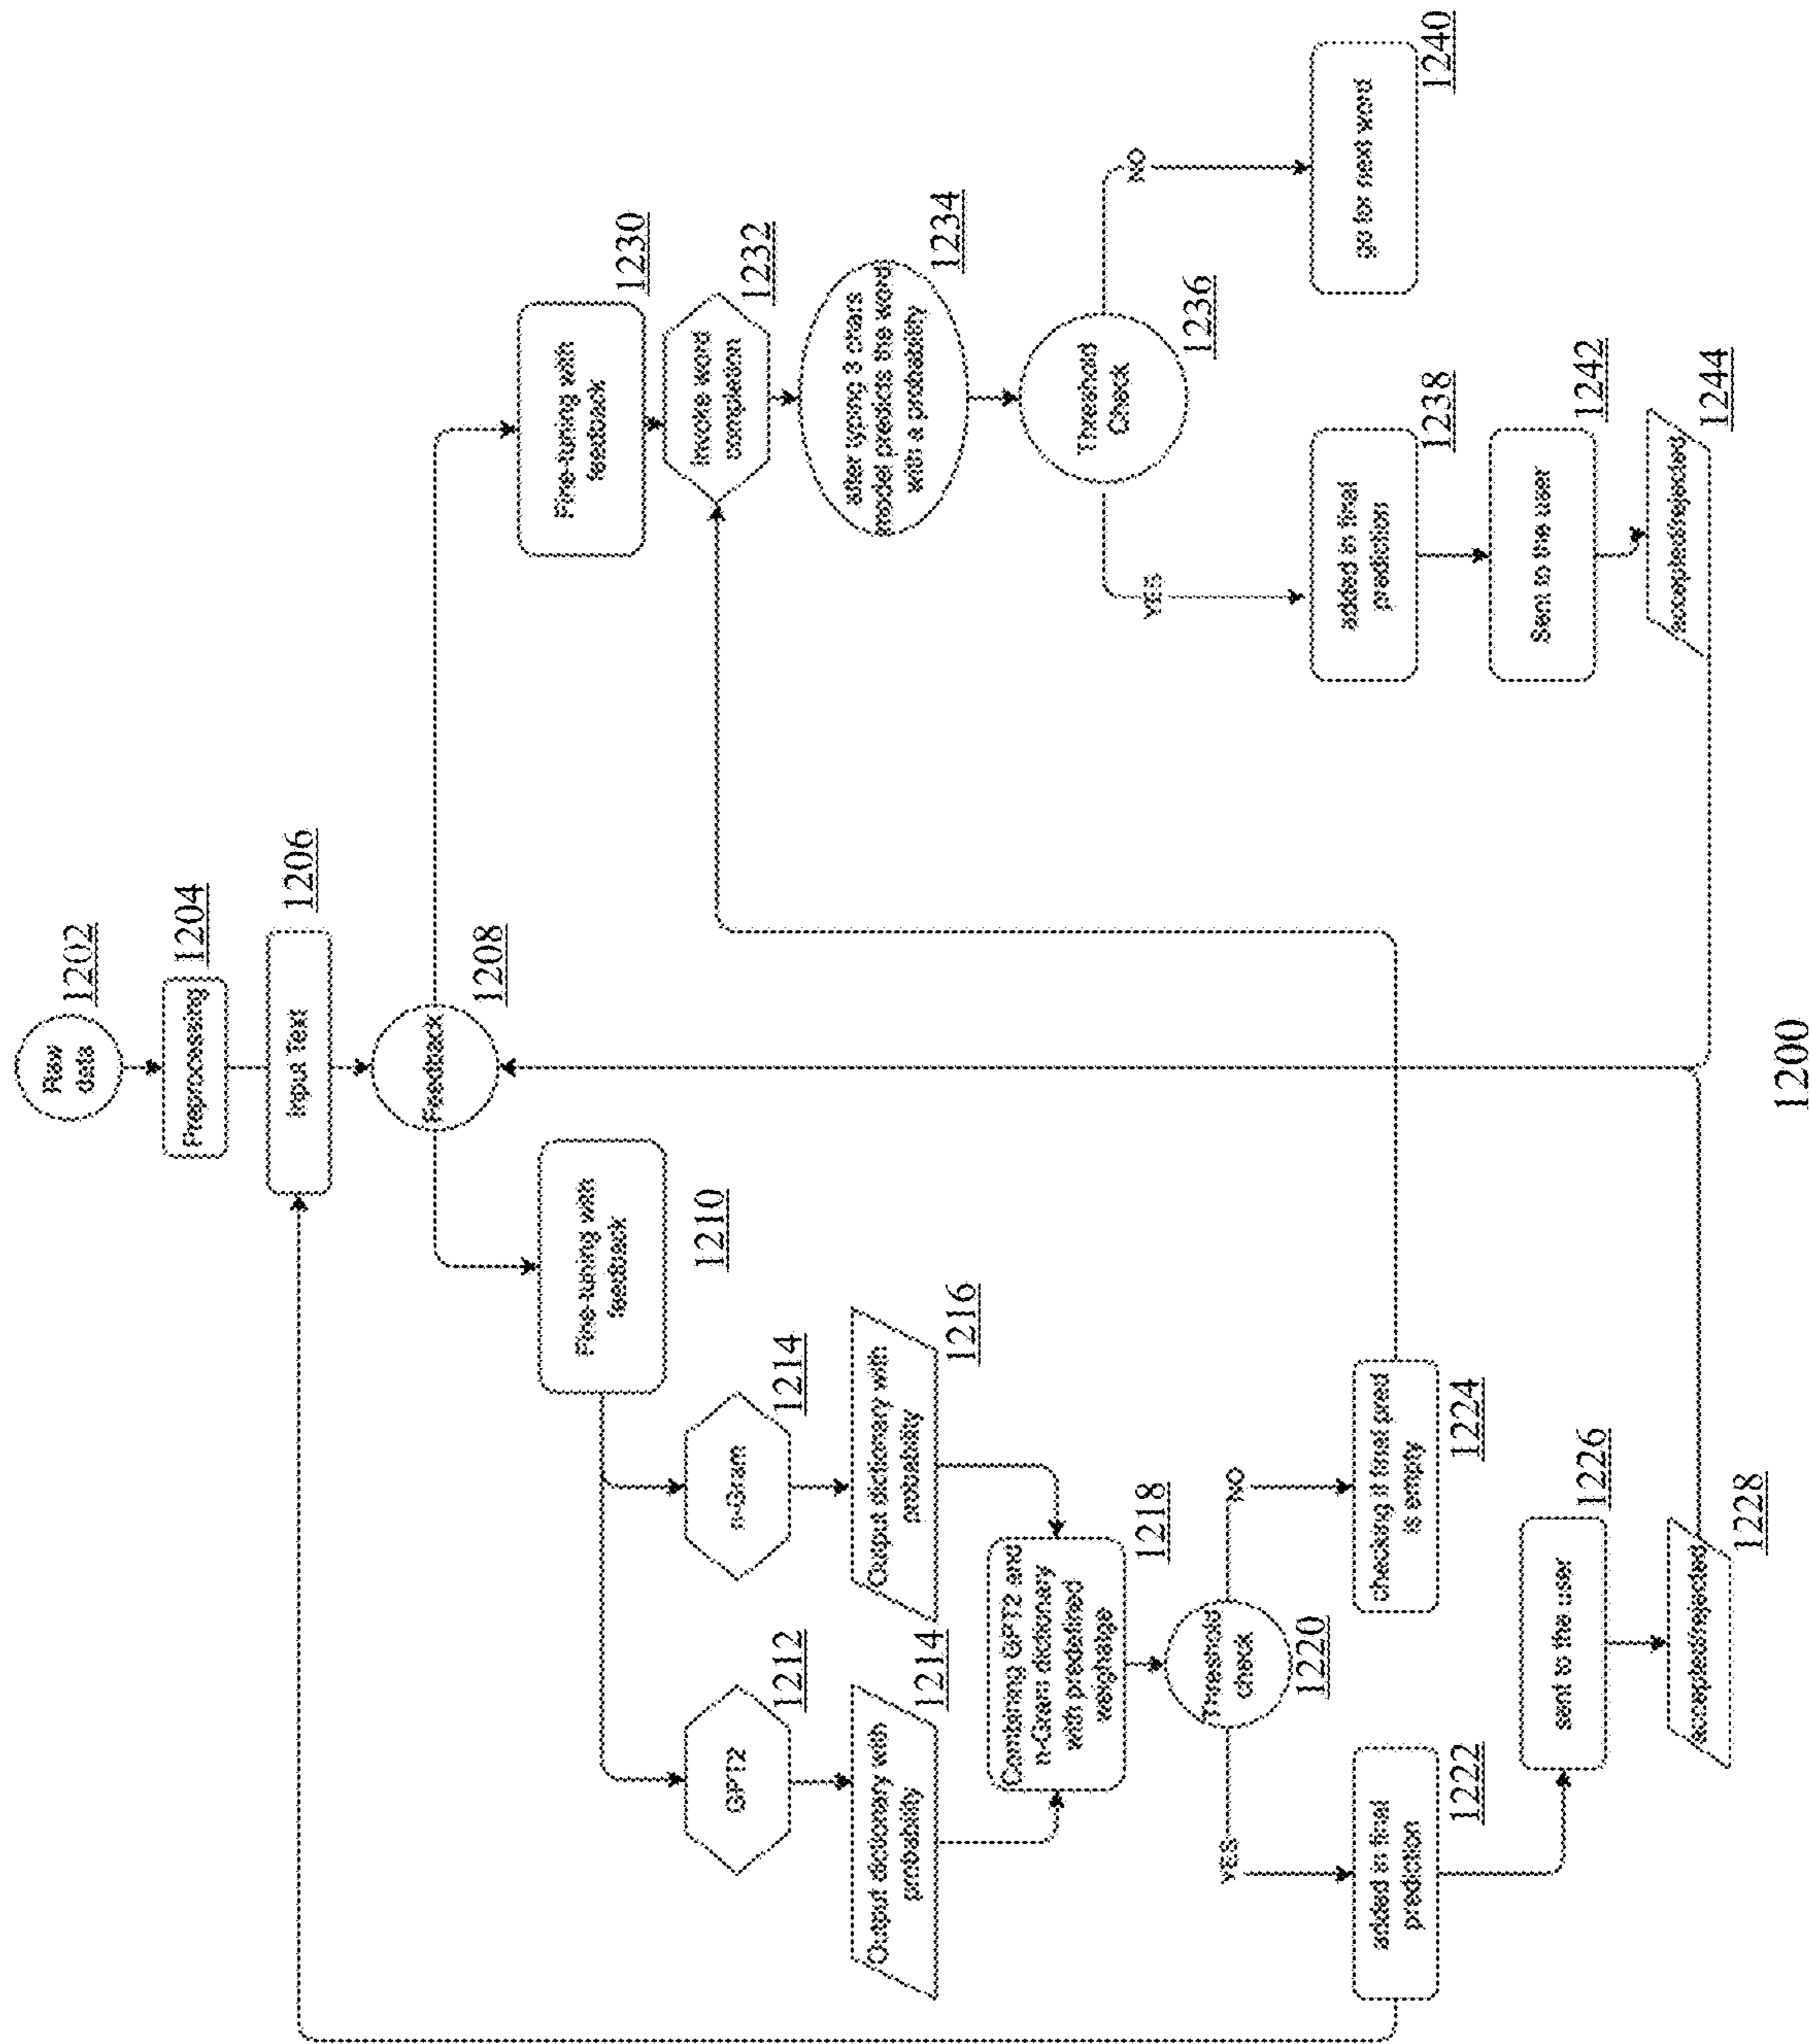 Raw
data
1202
Preprocessing
1204
Input Text
1206
Feedback
1208
Fine-tuning with
feedback
1210
GPT2
1212
n-Gram
1214
Output dictionary with
probability
1214
Output dictionary with
probability
1216
Combining GPT2 and
n-Gram dictionary
with predefined
weighatge
1218
Threshold
check
1220
YES
NO
added in final
prediction
1222
checking if final pred
is empty
1224
sent to the user
1226
accepted/rejected
1228
Fine-tuning with
feedback
1230
Invoke word
completion
1232
after typing 3 chars
model predicts the word
with a probability
1234
Threshold
Check
1236
YES
NO
added in final
prediction
1238
go for next word
1240
Sent to the user
1242
accepted/rejected
1244
1200